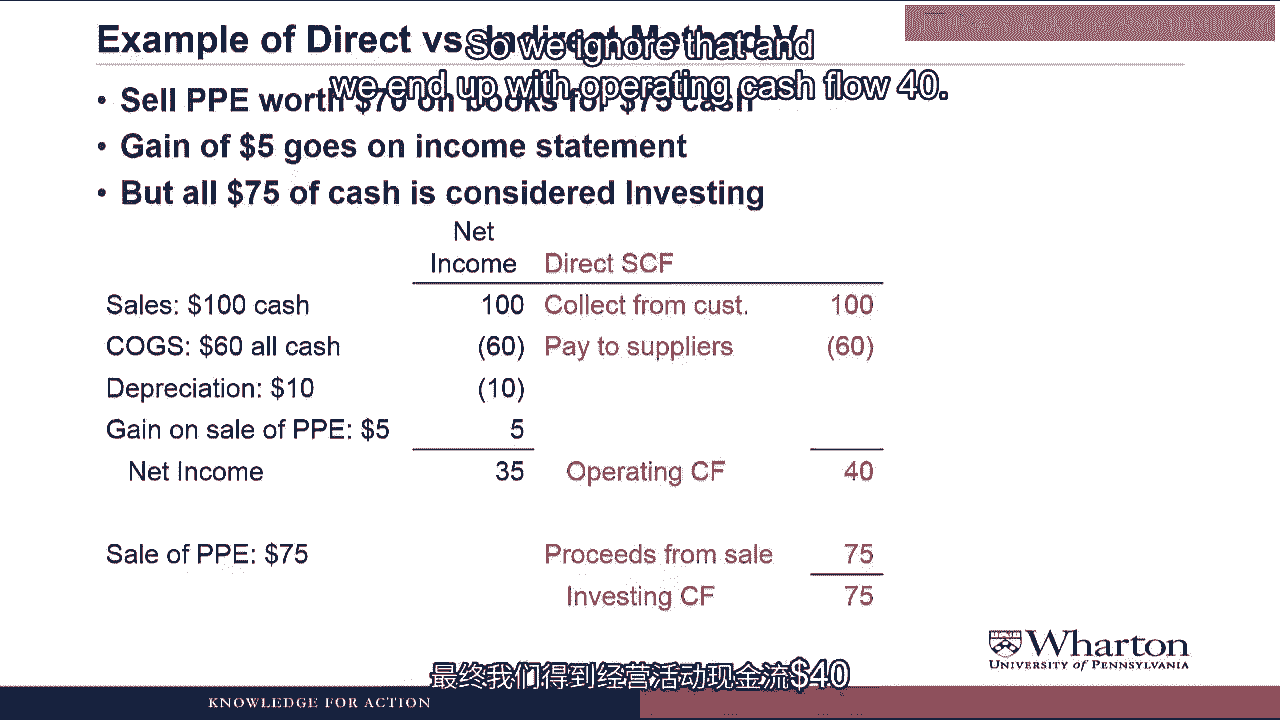 Example of Direct vs. Indirect Method V
So we ignore that and
we end up with operating cash flow 40.
• Sell PPE worth $70 on books for $75 cash
• Gain of $5 goes on income statement
• But all $75 of cash is considered Investing
Net
Income Direct SCF
Sales: $100 cash 100 Collect from cust. 100
COGS: $60 all cash (60) Pay to suppliers (60)
Depreciation: $10 (10)
Gain on sale of PPE: $5 5
Net Income 35 Operating CF 40
Sale of PPE: $75 Proceeds from sale 75
Investing CF 75
Wharton
UNIVERSITY of PENNSYLVANIA
最终我们得到经营活动现金流$40
KNOWLEDGE FOR ACTION